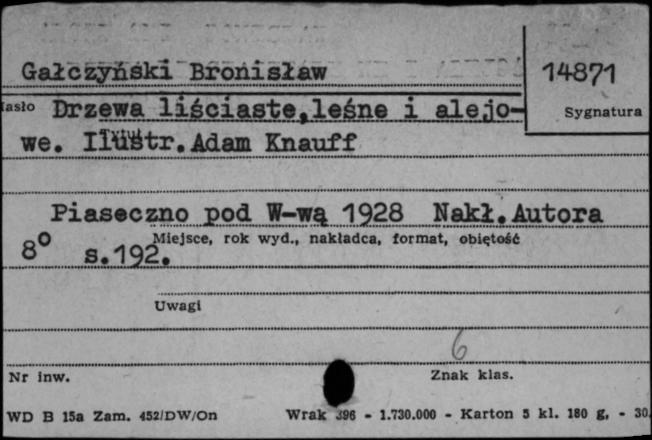 Gałczyński Bronisław
14871
Sygnatura
Hasło Drzewa liściaste,leśne i alejo-
we. Ilustr.Adam Knauff
Piaseczno pod W-wą 1928 Nakł.Autora
Miejsce, rok wyd., nakładca, format, obiętość
8° s.192.
Uwagi
6
Nr inw.
Znak klas.
WD B 15a Zam. 452/DW/On Wrak 396 - 1.730.000 - Karton 5 kl. 180 g, - 30.